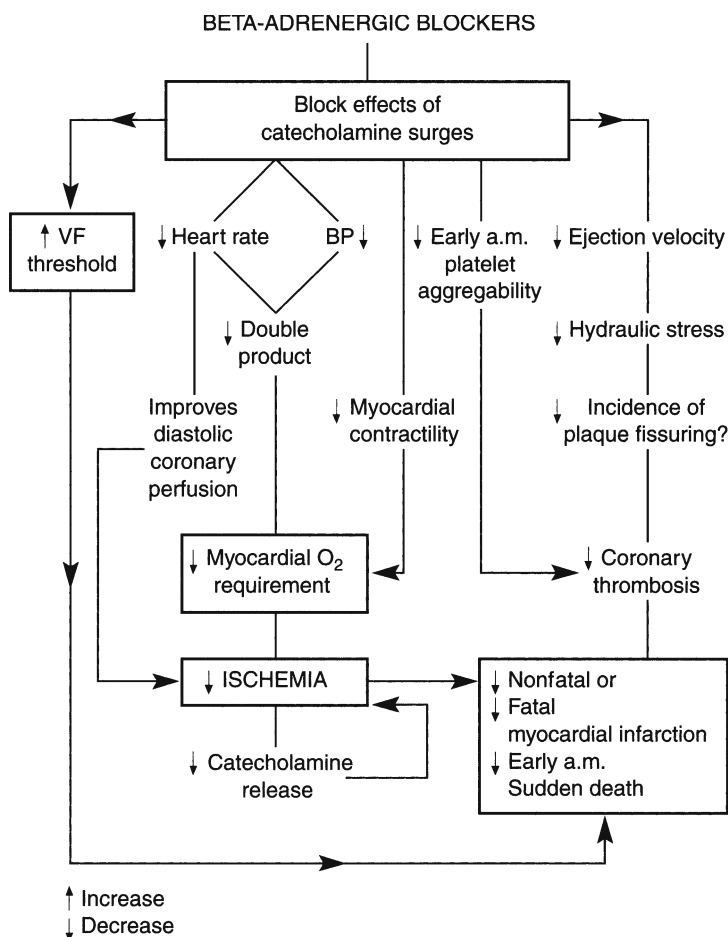 BETA-ADRENERGIC BLOCKERS
Block effects of
catecholamine surges
↑ VF
threshold
↓ Heart rate
BP ↓
↓ Early a.m.
platelet
aggregability
↓ Ejection velocity
↓ Double
product
↓ Hydraulic stress
Improves
diastolic
coronary
perfusion
↓ Myocardial
contractility
↓ Incidence of
plaque fissuring?
↓ Myocardial O₂
requirement
↓ Coronary
thrombosis
↓ ISCHEMIA
↓ Nonfatal or
↓ Fatal
myocardial infarction
↓ Early a.m.
Sudden death
↓ Catecholamine
release
↑ Increase
↓ Decrease